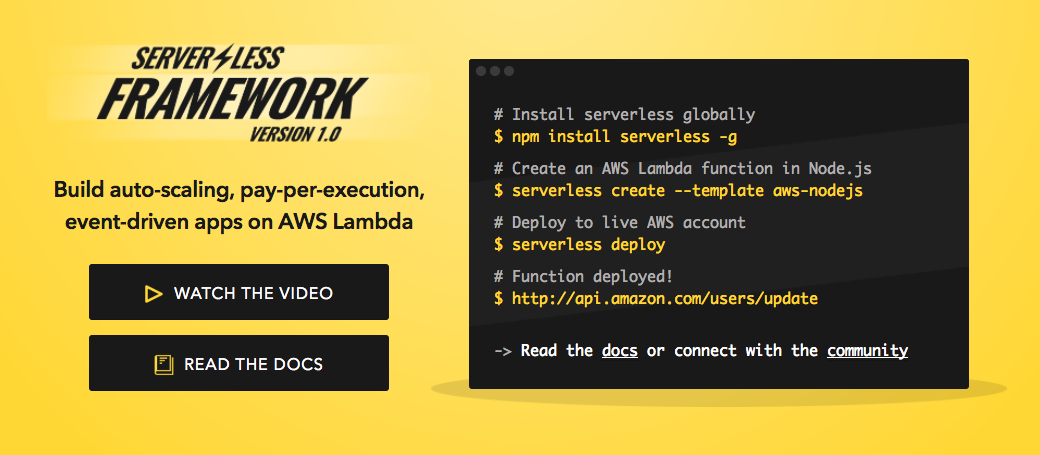 SERVERLESS
FRAMEWORK
VERSION 1.0
Build auto-scaling, pay-per-execution,
event-driven apps on AWS Lambda
WATCH THE VIDEO
READ THE DOCS
# Install serverless globally
$ npm install serverless -g
# Create an AWS Lambda function in Node.js
$ serverless create --template aws-nodejs
# Deploy to live AWS account
$ serverless deploy
# Function deployed!
$ http://api.amazon.com/users/update
-> Read the docs or connect with the community